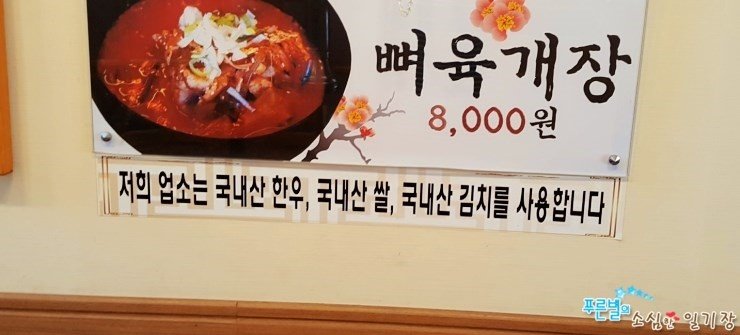 뼈육개장
8,000원
저희 업소는 국내산 한우, 국내산 쌀, 국내산 김치를 사용합니다
푸른별의
소심한 일기장